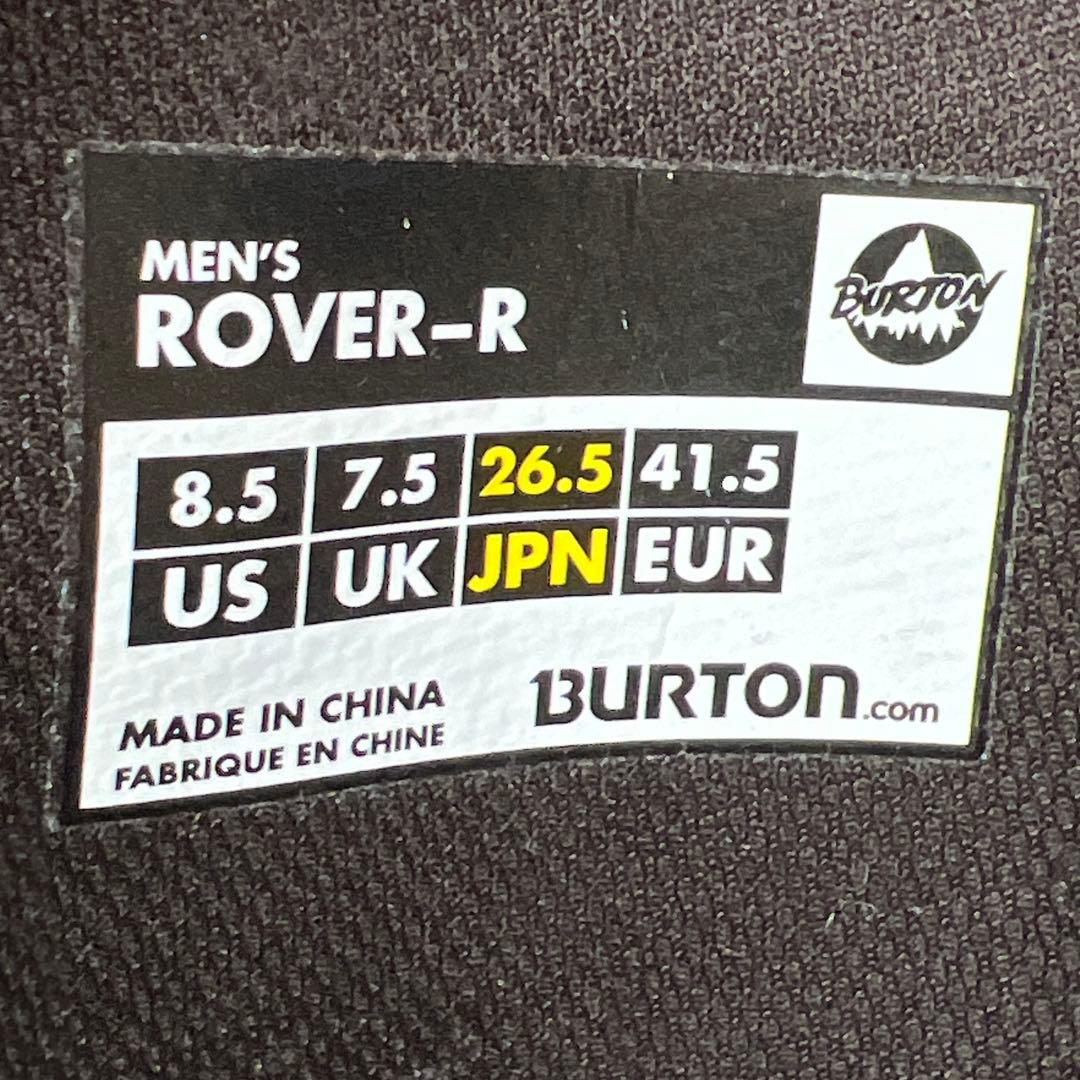 MEN'S
ROVER-R
BURTON
8.5 7.5 26.5 41.5
US UK JPN EUR
MADE IN CHINA
FABRIQUE EN CHINE
BURTON.com